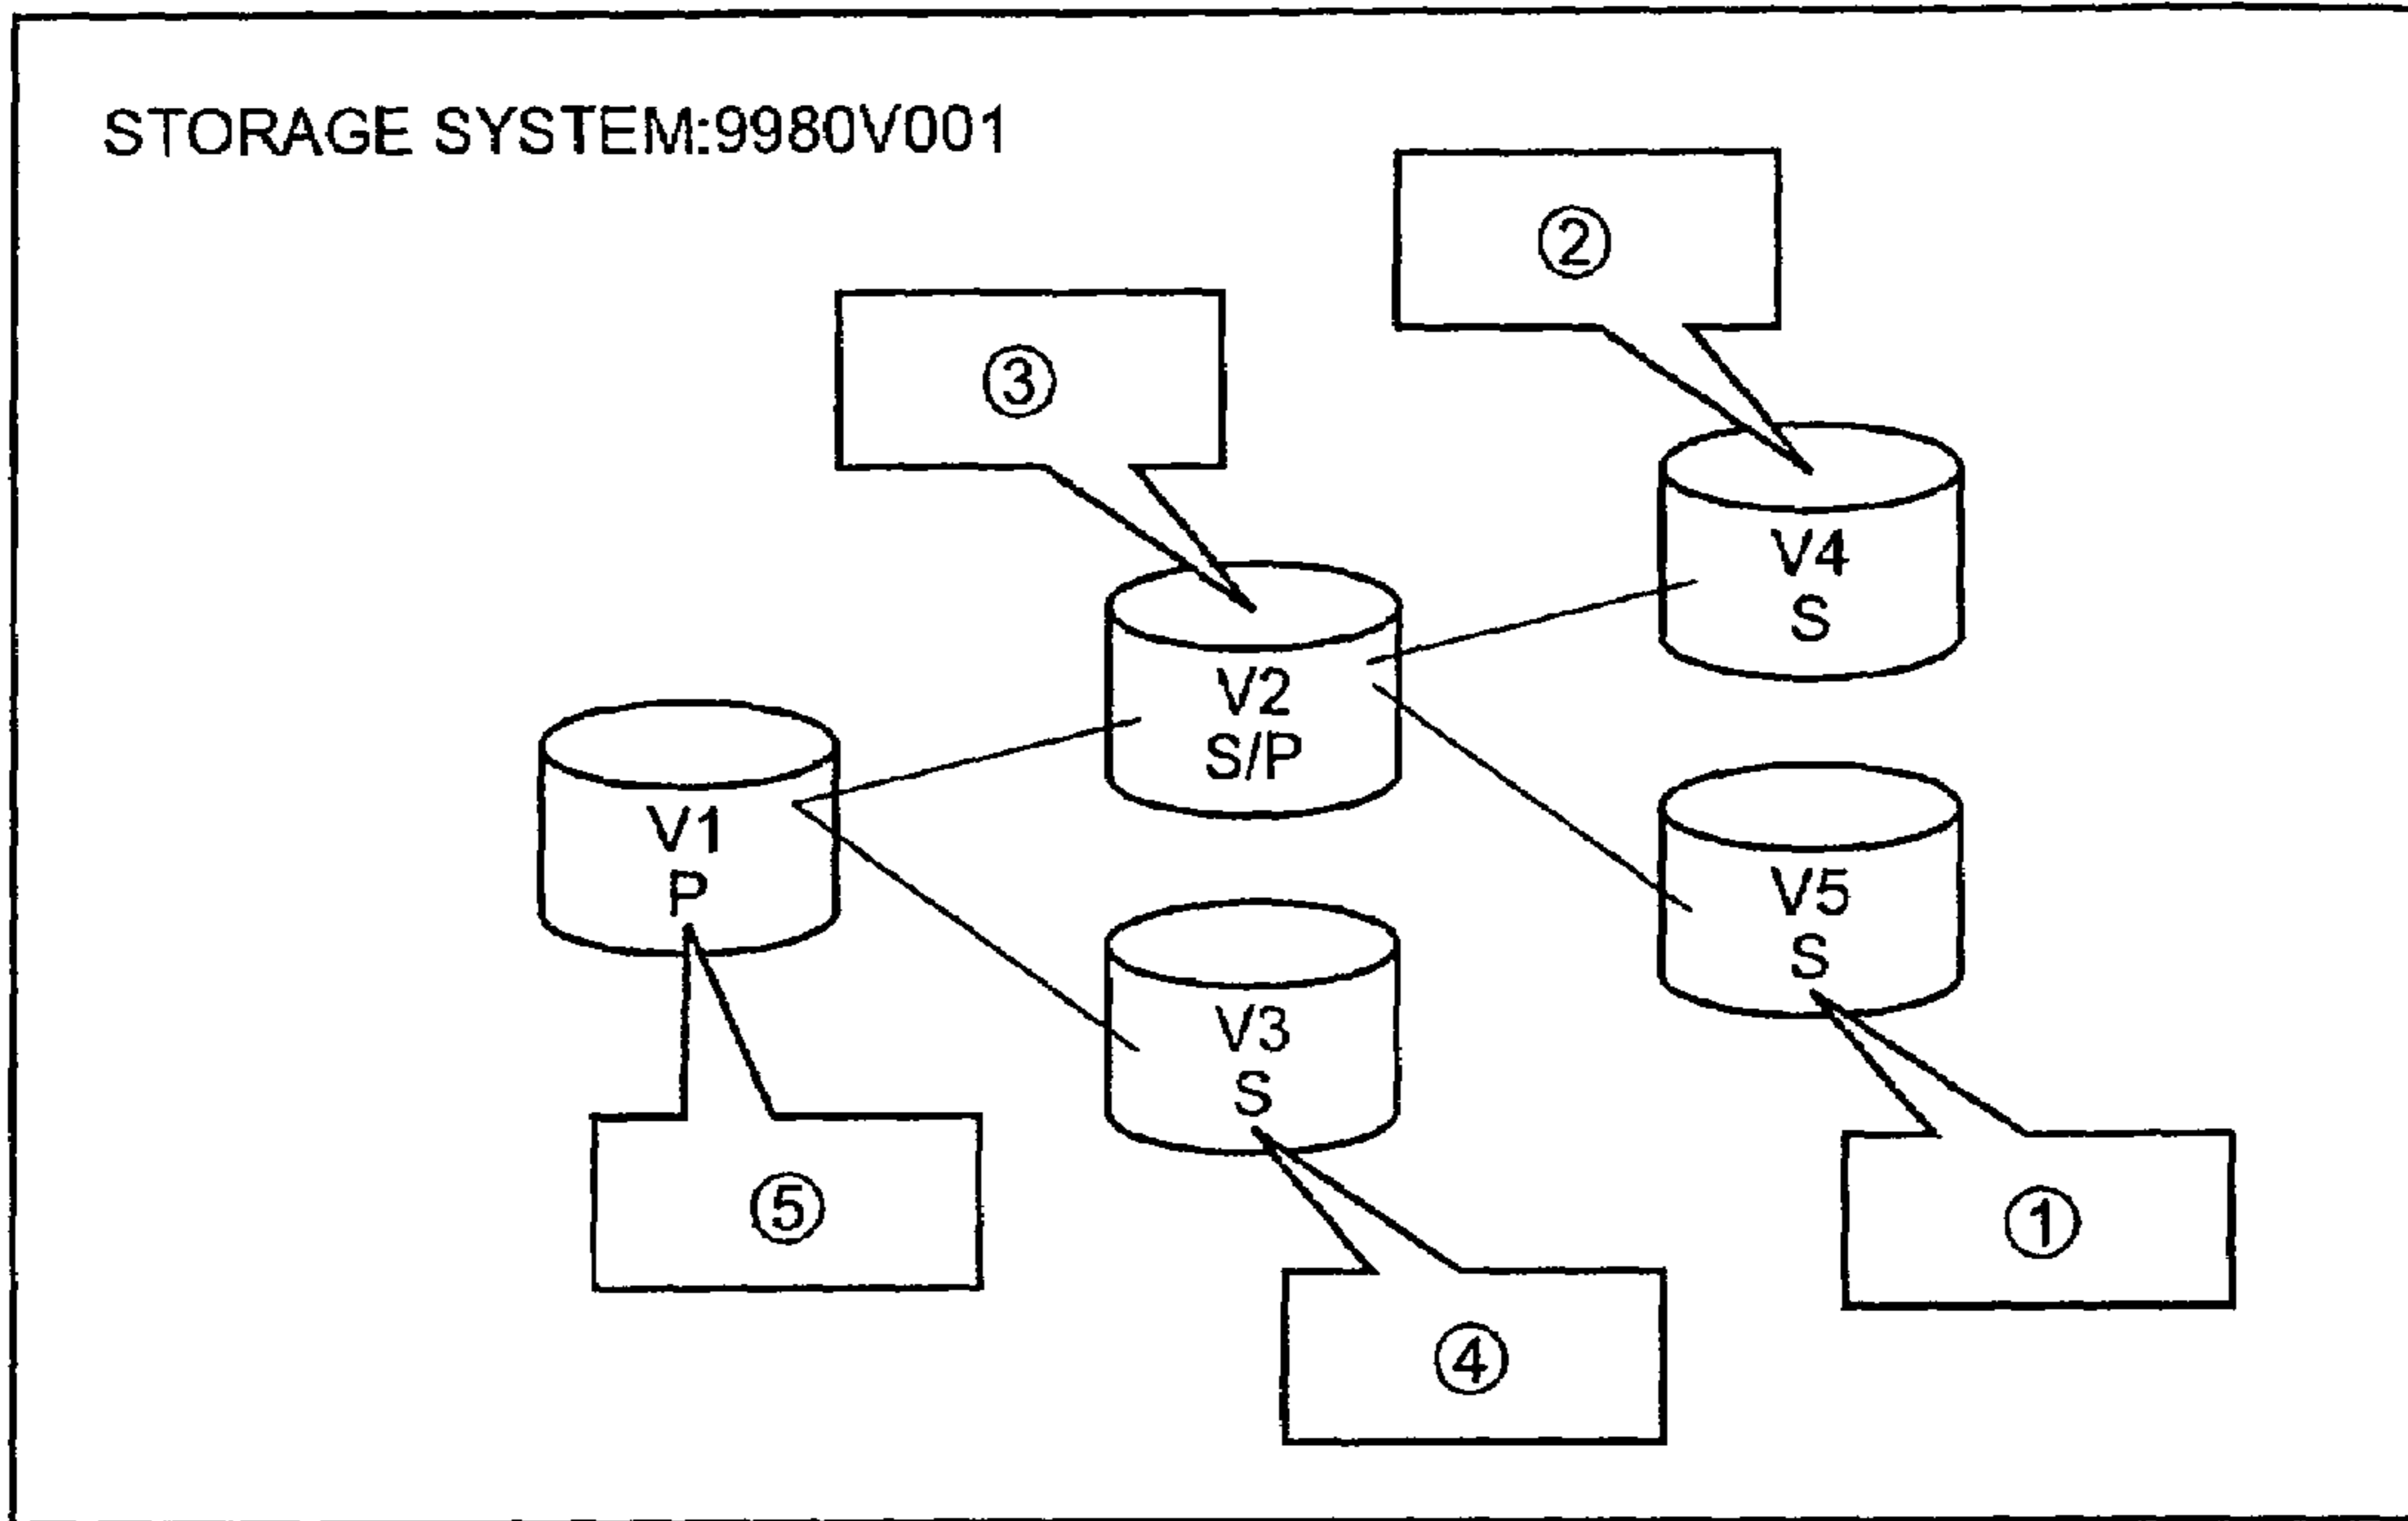 STORAGE SYSTEM:9980V001
②
③
V4
S
V2
S/P
V1
P
V5
S
V3
S
⑤
①
④